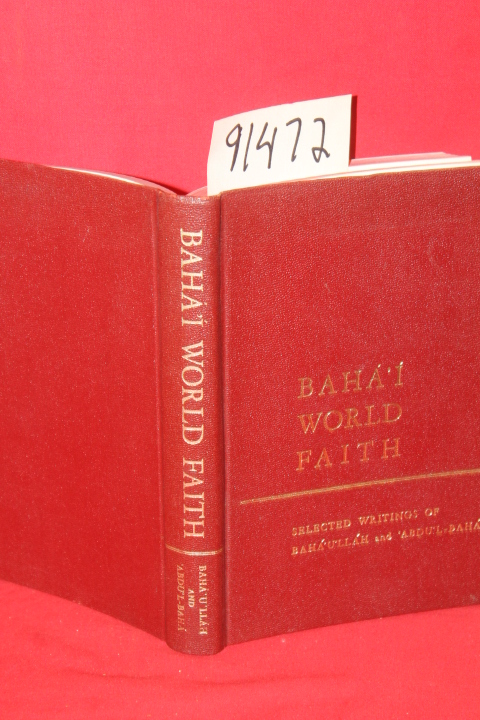 91472
BAHÁ'Í WORLD FAITH
BAHÁ'U'LLÁH
AND
'ABDU'L-BAHÁ
BAHÁ'Í
WORLD
FAITH
SELECTED WRITINGS OF
BAHÁ'U'LLÁH and 'ABDU'L-BAHÁ